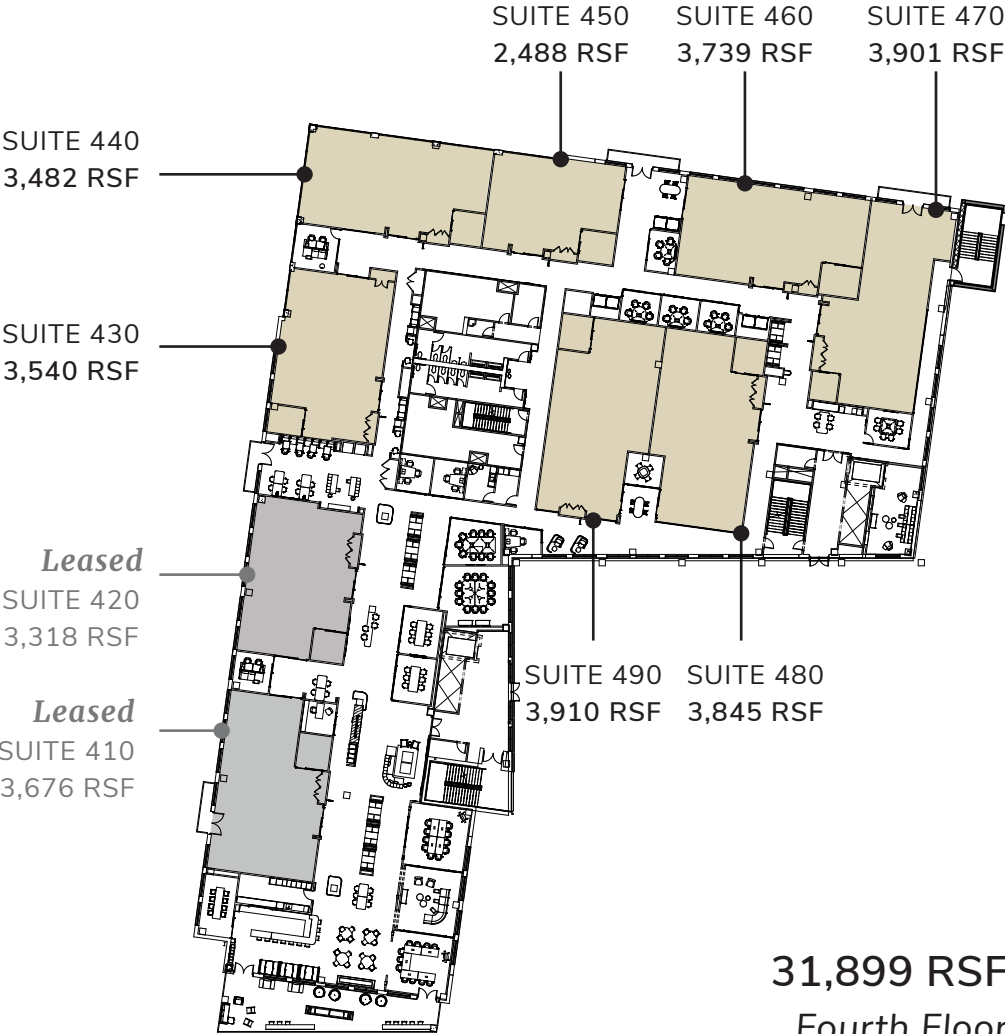 SUITE 450
2,488 RSF
SUITE 460
3,739 RSF
SUITE 470
3,901 RSF
SUITE 440
3,482 RSF
SUITE 430
3,540 RSF
Leased
SUITE 420
3,318 RSF
Leased
SUITE 410
3,676 RSF
SUITE 490
3,910 RSF
SUITE 480
3,845 RSF
31,899 RSF
Fourth Floor